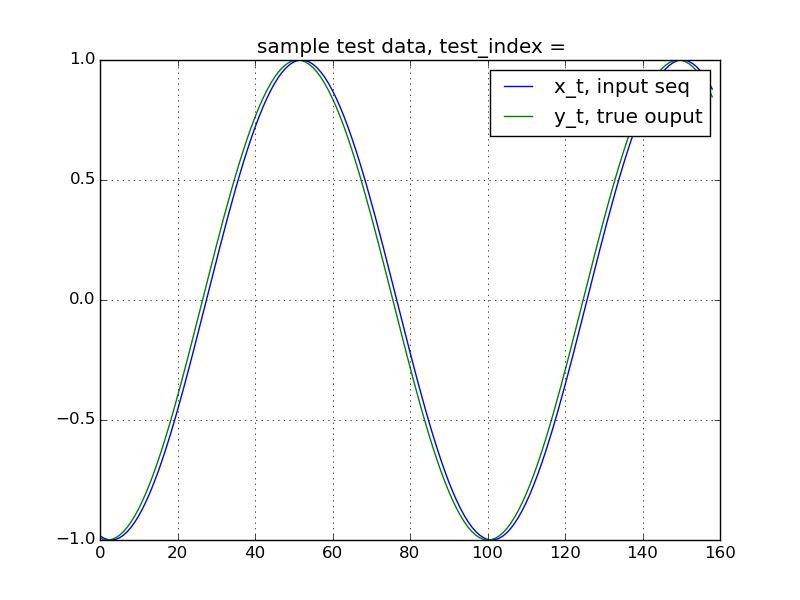 sample test data, test_index =
x_t, input seq
y_t, true ouput
1.0
0.5
0.0
−0.5
−1.0
0 20 40 60 80 100 120 140 160